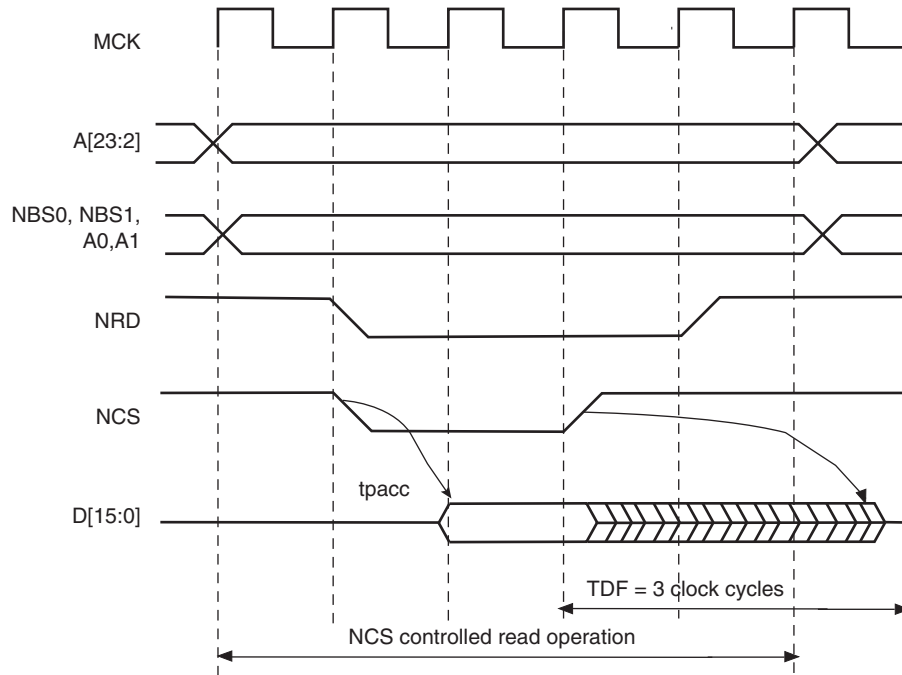 MCK
A[23:2]
NBS0, NBS1,
A0,A1
NRD
NCS
tpacc
D[15:0]
TDF = 3 clock cycles
NCS controlled read operation